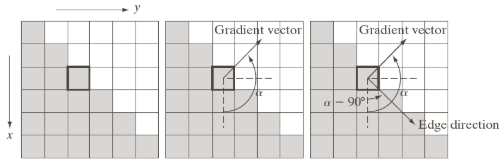 y
x
Gradient vector
α
Gradient vector
α
α − 90°
Edge direction